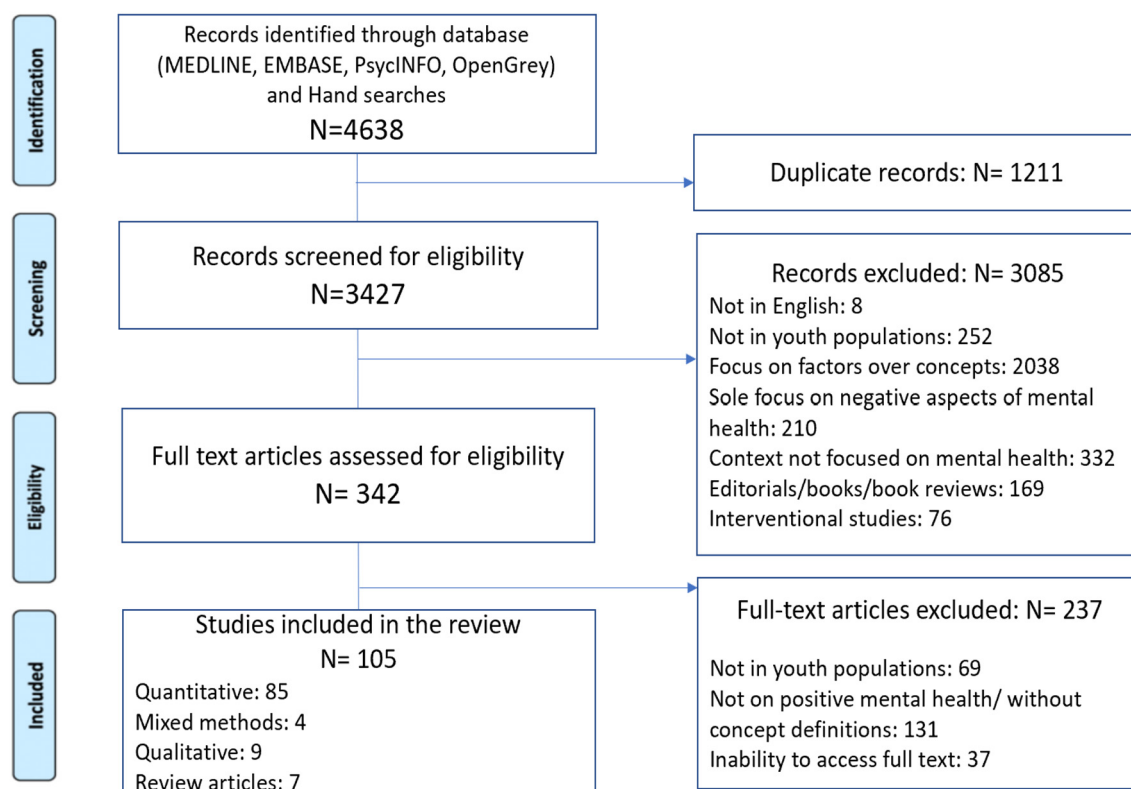 Identification
Records identified through database
(MEDLINE, EMBASE, PsycINFO, OpenGrey)
and Hand searches
N=4638
Duplicate records: N= 1211
Screening
Records screened for eligibility
N=3427
Records excluded: N= 3085
Not in English: 8
Not in youth populations: 252
Focus on factors over concepts: 2038
Sole focus on negative aspects of mental
health: 210
Context not focused on mental health: 332
Editorials/books/book reviews: 169
Interventional studies: 76
Eligibility
Full text articles assessed for eligibility
N= 342
Full-text articles excluded: N= 237
Not in youth populations: 69
Not on positive mental health/ without
concept definitions: 131
Inability to access full text: 37
Included
Studies included in the review
N= 105
Quantitative: 85
Mixed methods: 4
Qualitative: 9
Review articles: 7